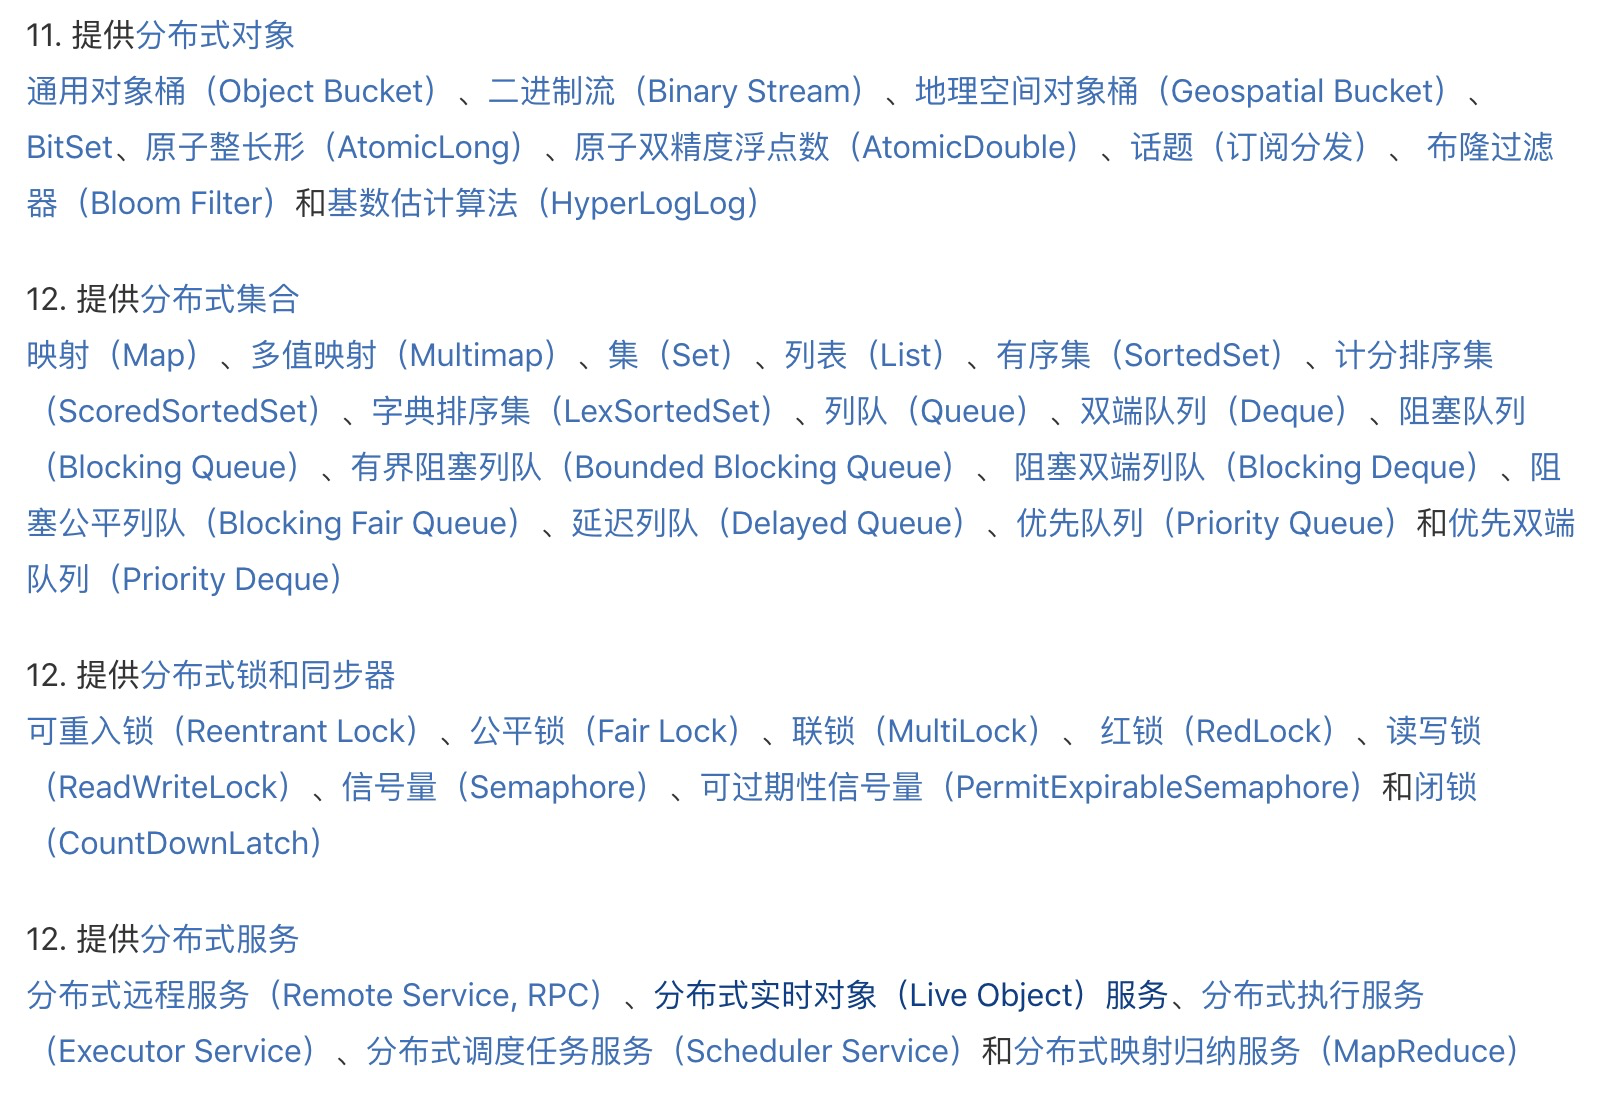 11. 提供分布式对象
通用对象桶（Object Bucket）、二进制流（Binary Stream）、地理空间对象桶（Geospatial Bucket）、
BitSet、原子整长形（AtomicLong）、原子双精度浮点数（AtomicDouble）、话题（订阅分发）、 布隆过滤
器（Bloom Filter）和基数估计算法（HyperLogLog）
12. 提供分布式集合
映射（Map）、多值映射（Multimap）、集（Set）、列表（List）、有序集（SortedSet）、计分排序集
（ScoredSortedSet）、字典排序集（LexSortedSet）、列队（Queue）、双端队列（Deque）、阻塞队列
（Blocking Queue）、有界阻塞列队（Bounded Blocking Queue）、 阻塞双端列队（Blocking Deque）、阻
塞公平列队（Blocking Fair Queue）、延迟列队（Delayed Queue）、优先队列（Priority Queue）和优先双端
队列（Priority Deque）
12. 提供分布式锁和同步器
可重入锁（Reentrant Lock）、公平锁（Fair Lock）、联锁（MultiLock）、 红锁（RedLock）、读写锁
（ReadWriteLock）、信号量（Semaphore）、可过期性信号量（PermitExpirableSemaphore）和闭锁
（CountDownLatch）
12. 提供分布式服务
分布式远程服务（Remote Service, RPC）、分布式实时对象（Live Object）服务、分布式执行服务
（Executor Service）、分布式调度任务服务（Scheduler Service）和分布式映射归纳服务（MapReduce）